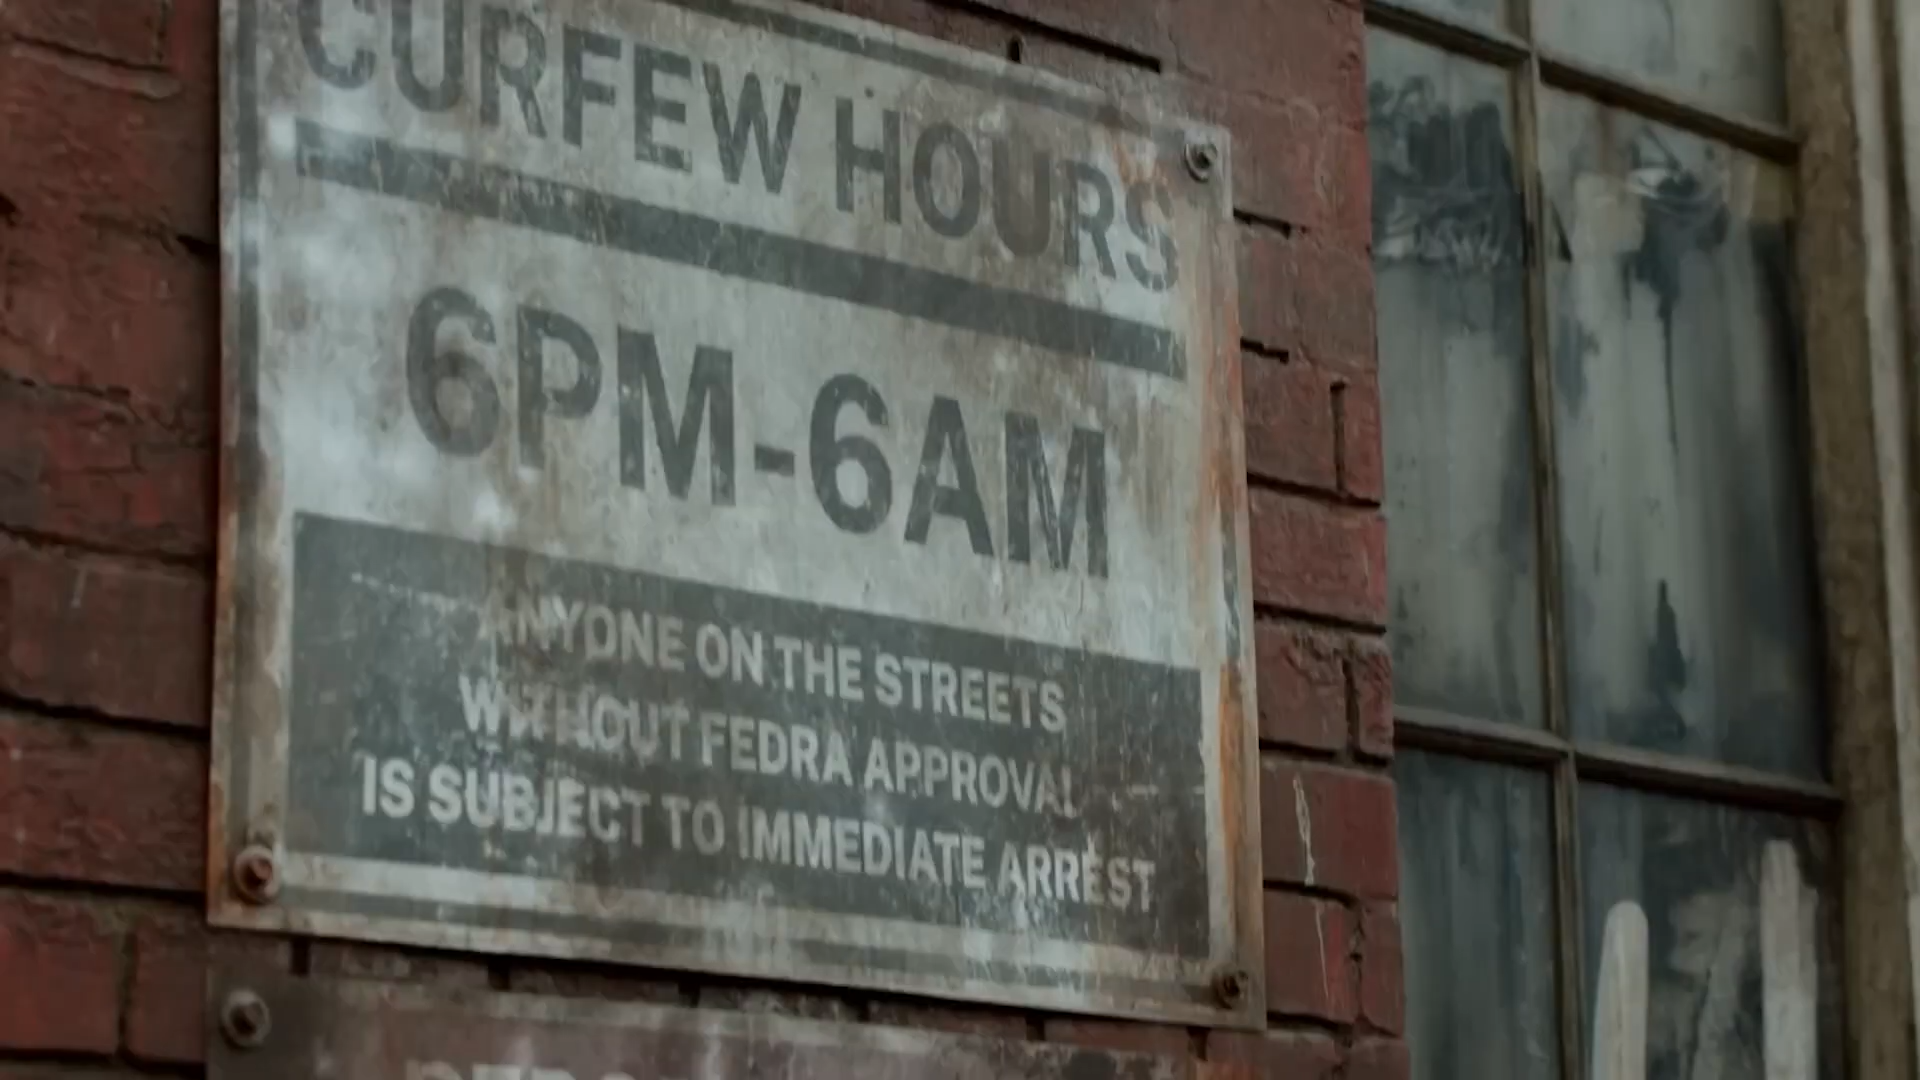 CURFEW HOURS
6PM-6AM
ANYONE ON THE STREETS
WITHOUT FEDRA APPROVAL
IS SUBJECT TO IMMEDIATE ARREST